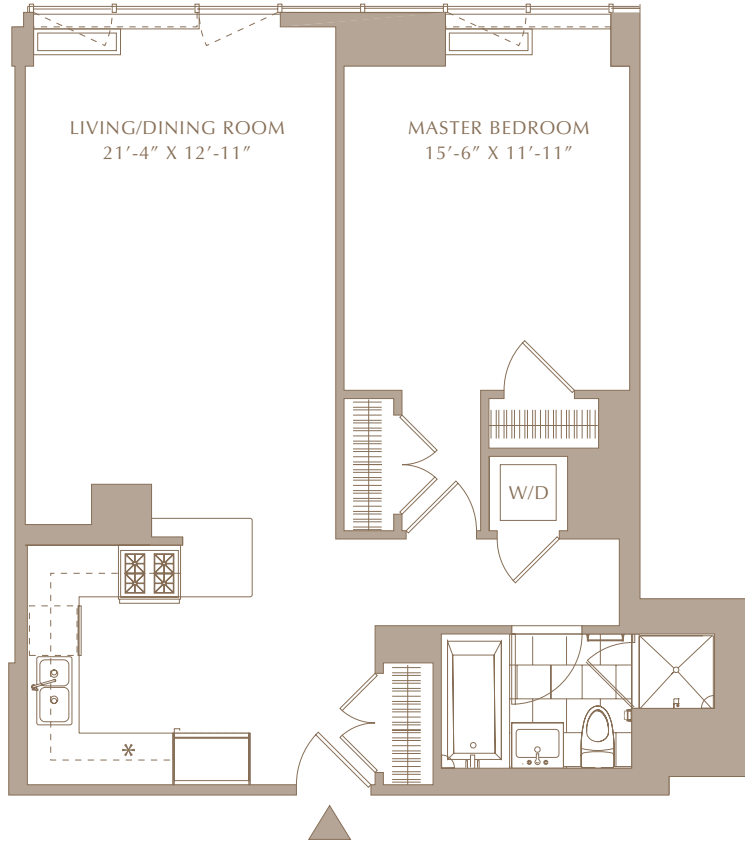 LIVING/DINING ROOM
21’-4” X 12’-11”
MASTER BEDROOM
15’-6” X 11’-11”
W/D
*